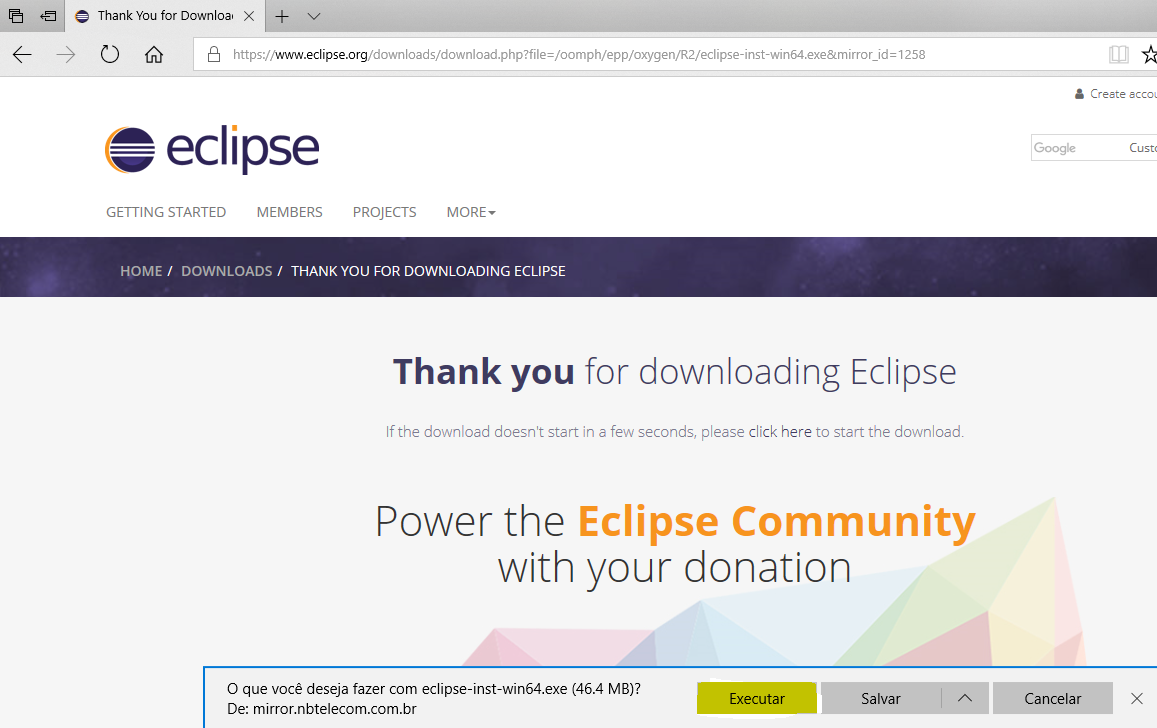 Thank You for Downloa
https://www.eclipse.org/downloads/download.php?file=/oomph/epp/oxygen/R2/eclipse-inst-win64.exe&mirror_id=1258
Create accou
eclipse
Google Custo
GETTING STARTED MEMBERS PROJECTS MORE
HOME / DOWNLOADS / THANK YOU FOR DOWNLOADING ECLIPSE
Thank you for downloading Eclipse
If the download doesn't start in a few seconds, please click here to start the download.
Power the Eclipse Community
with your donation
O que você deseja fazer com eclipse-inst-win64.exe (46.4 MB)?
De: mirror.nbtelecom.com.br
Executar Salvar Cancelar